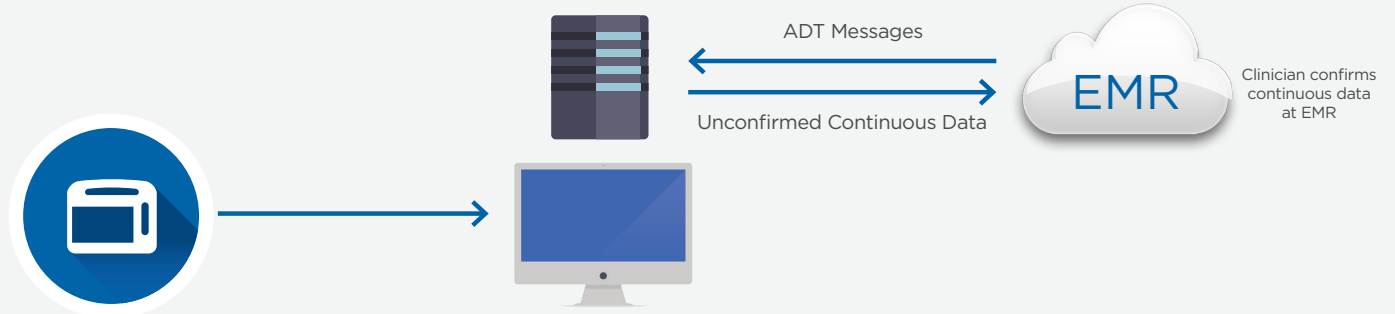 ADT Messages
Unconfirmed Continuous Data
EMR
Clinician confirms
continuous data
at EMR